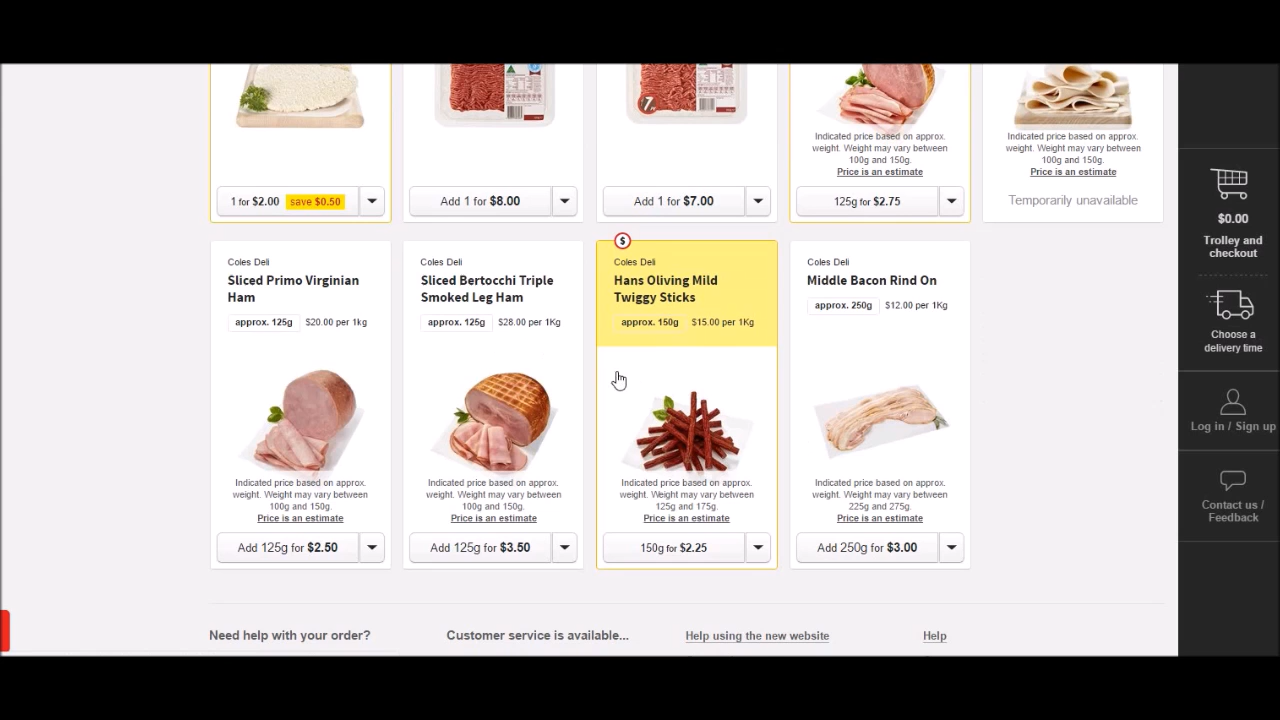 Indicated price based on approx.
weight. Weight may vary between
100g and 150g.
Price is an estimate
Indicated price based on approx.
weight. Weight may vary between
100g and 150g.
Price is an estimate
1 for $2.00 save $0.50
Add 1 for $8.00
Add 1 for $7.00
125g for $2.75
Temporarily unavailable
Coles Deli
Sliced Primo Virginian
Ham
approx. 125g $20.00 per 1kg
Indicated price based on approx.
weight. Weight may vary between
100g and 150g.
Price is an estimate
Add 125g for $2.50
Coles Deli
Sliced Bertocchi Triple
Smoked Leg Ham
approx. 125g $28.00 per 1Kg
Indicated price based on approx.
weight. Weight may vary between
100g and 150g.
Price is an estimate
Add 125g for $3.50
$
Coles Deli
Hans Oliving Mild
Twiggy Sticks
approx. 150g $15.00 per 1Kg
Indicated price based on approx.
weight. Weight may vary between
125g and 175g.
Price is an estimate
150g for $2.25
Coles Deli
Middle Bacon Rind On
approx. 250g $12.00 per 1Kg
Indicated price based on approx.
weight. Weight may vary between
225g and 275g.
Price is an estimate
Add 250g for $3.00
$0.00
Trolley and
checkout
Choose a
delivery time
Log in / Sign up
Contact us /
Feedback
Need help with your order?
Customer service is available...
Help using the new website
Help